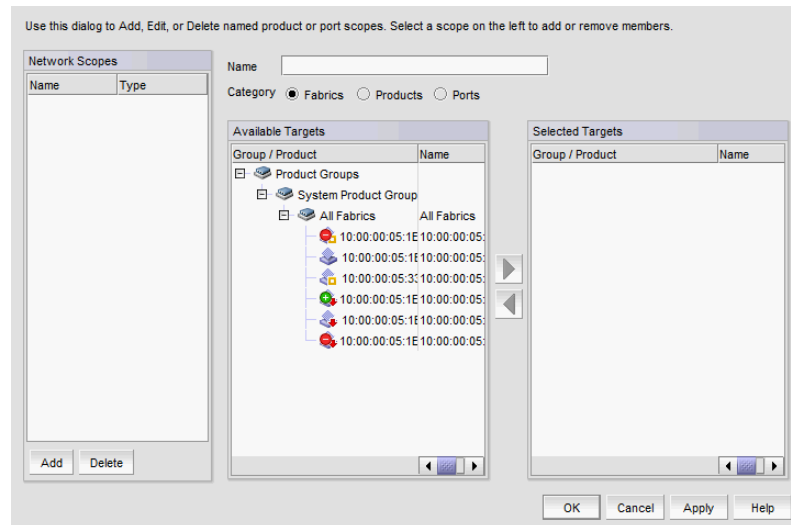 Use this dialog to Add, Edit, or Delete named product or port scopes. Select a scope on the left to add or remove members.
Network Scopes
Name Type
Add Delete
Name
Category Fabrics Products Ports
Available Targets
Group / Product Name
Product Groups
System Product Group
All Fabrics All Fabrics
10:00:00:05:1E 10:00:00:05:
10:00:00:05:1E 10:00:00:05:
10:00:00:05:33 10:00:00:05:
10:00:00:05:1E 10:00:00:05:
10:00:00:05:1E 10:00:00:05:
10:00:00:05:1E 10:00:00:05:
Selected Targets
Group / Product Name
OK Cancel Apply Help